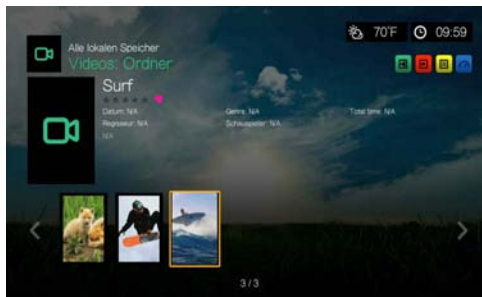 70°F 09:59
Alle lokalen Speicher
Videos: Ordner
Surf
Datum: N/A Genre: N/A Total time: N/A
Regisseur: N/A Schauspieler: N/A
N/A
3/3